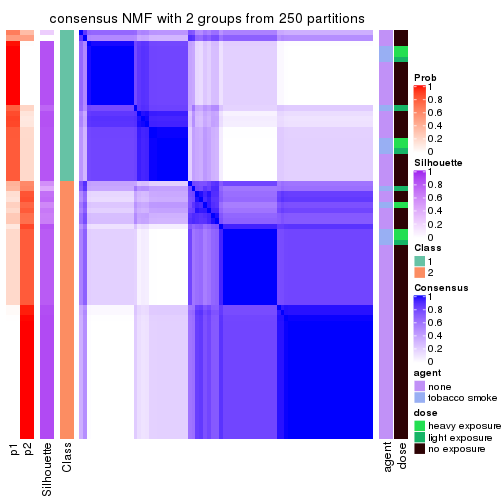 consensus NMF with 2 groups from 250 partitions
Prob
1
0.8
0.6
0.4
0.2
0
Silhouette
1
0.8
0.6
0.4
0.2
0
Class
1
2
Consensus
1
0.8
0.6
0.4
0.2
0
agent
none
tobacco smoke
dose
heavy exposure
light exposure
no exposure
p1
p2
Silhouette
Class
agent
dose